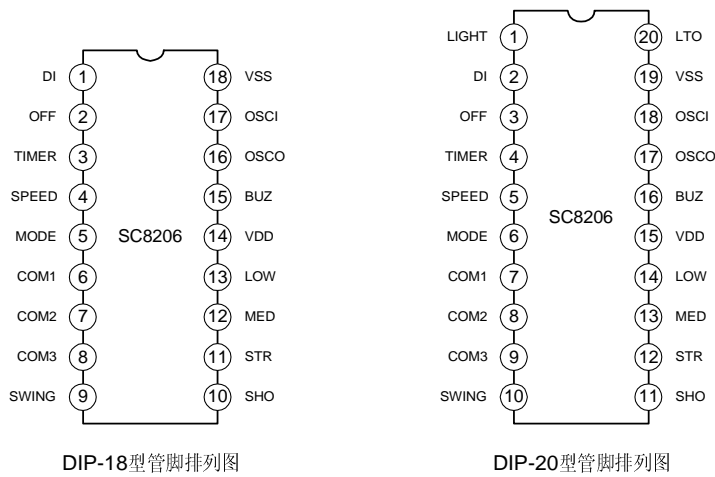 DI 1 18 VSS
OFF 2 17 OSCI
TIMER 3 16 OSCO
SPEED 4 15 BUZ
MODE 5 SC8206 14 VDD
COM1 6 13 LOW
COM2 7 12 MED
COM3 8 11 STR
SWING 9 10 SHO
DIP-18型管脚排列图
LIGHT 1 20 LTO
DI 2 19 VSS
OFF 3 18 OSCI
TIMER 4 17 OSCO
SPEED 5 16 BUZ
SC8206
MODE 6 15 VDD
COM1 7 14 LOW
COM2 8 13 MED
COM3 9 12 STR
SWING 10 11 SHO
DIP-20型管脚排列图